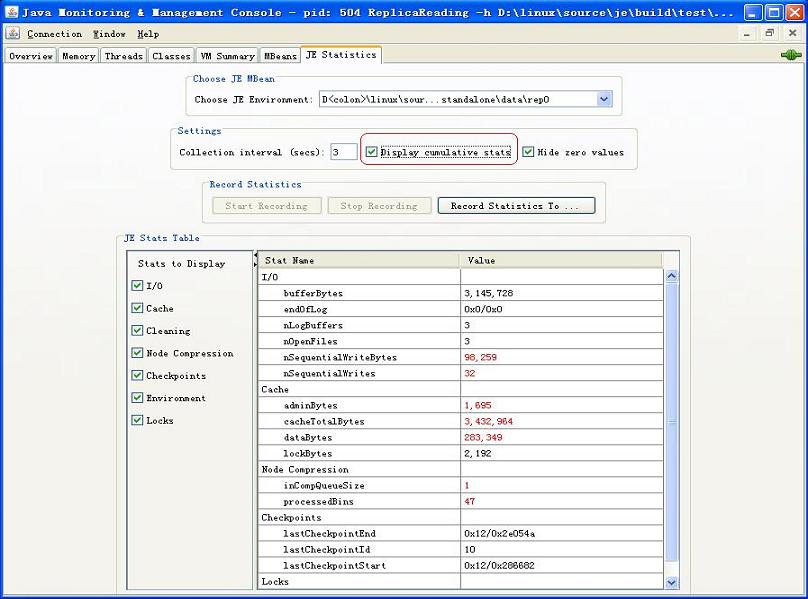 Java Monitoring & Management Console - pid: 504 ReplicaReading -h D:\linux\source\je\build\test\...
Connection Window Help
Overview Memory Threads Classes VM Summary MBeans JE Statistics
Choose JE MBean
Choose JE Environment: D<colon>\linux\sour...standalone\data\rep0
Settings
Collection interval (secs): 3 Display cumulative stats Hide zero values
Record Statistics
Start Recording Stop Recording Record Statistics To ...
JE Stats Table
Stats to Display
I/O
Cache
Cleaning
Node Compression
Checkpoints
Environment
Locks
Stat Name Value
I/O
bufferBytes 3,145,728
endOfLog 0x0/0x0
nLogBuffers 3
nOpenFiles 3
nSequentialWriteBytes 98,259
nSequentialWrites 32
Cache
adminBytes 1,695
cacheTotalBytes 3,432,964
dataBytes 283,349
lockBytes 2,192
Node Compression
inCompQueueSize 1
processedBins 47
Checkpoints
lastCheckpointEnd 0x12/0x2e054a
lastCheckpointId 10
lastCheckpointStart 0x12/0x286682
Locks